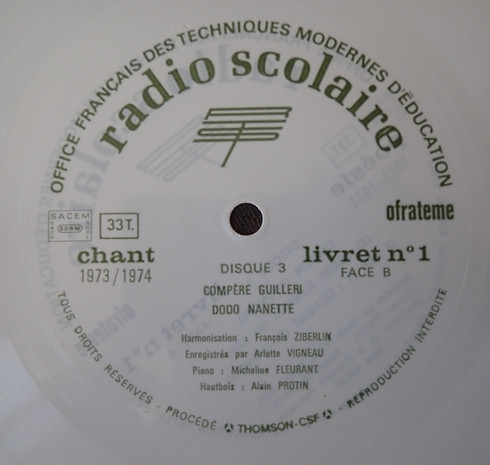 OFFICE FRANÇAIS DES TECHNIQUES MODERNES D'ÉDUCATION
radio scolaire
ofrateme
SACEM
SDRM
33 T.
chant
1973/1974
DISQUE 3
livret n° 1
FACE B
COMPÈRE GUILLERI
DODO NANETTE
Harmonisation : François ZIBERLIN
Enregistrés par Arlette VIGNEAU
Piano : Micheline FLEURANT
Hautbois : Alain PROTIN
TOUS DROITS RÉSERVÉS - PROCÉDÉ THOMSON-CSF - REPRODUCTION INTERDITE